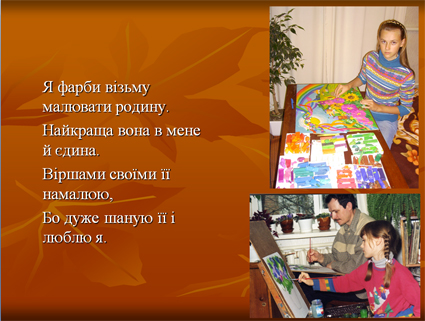 Я фарби візьму
малювати родину.
Найкраща вона в мене
й єдина.
Віршами своїми її
намалюю,
Бо дуже шаную її і
люблю я.